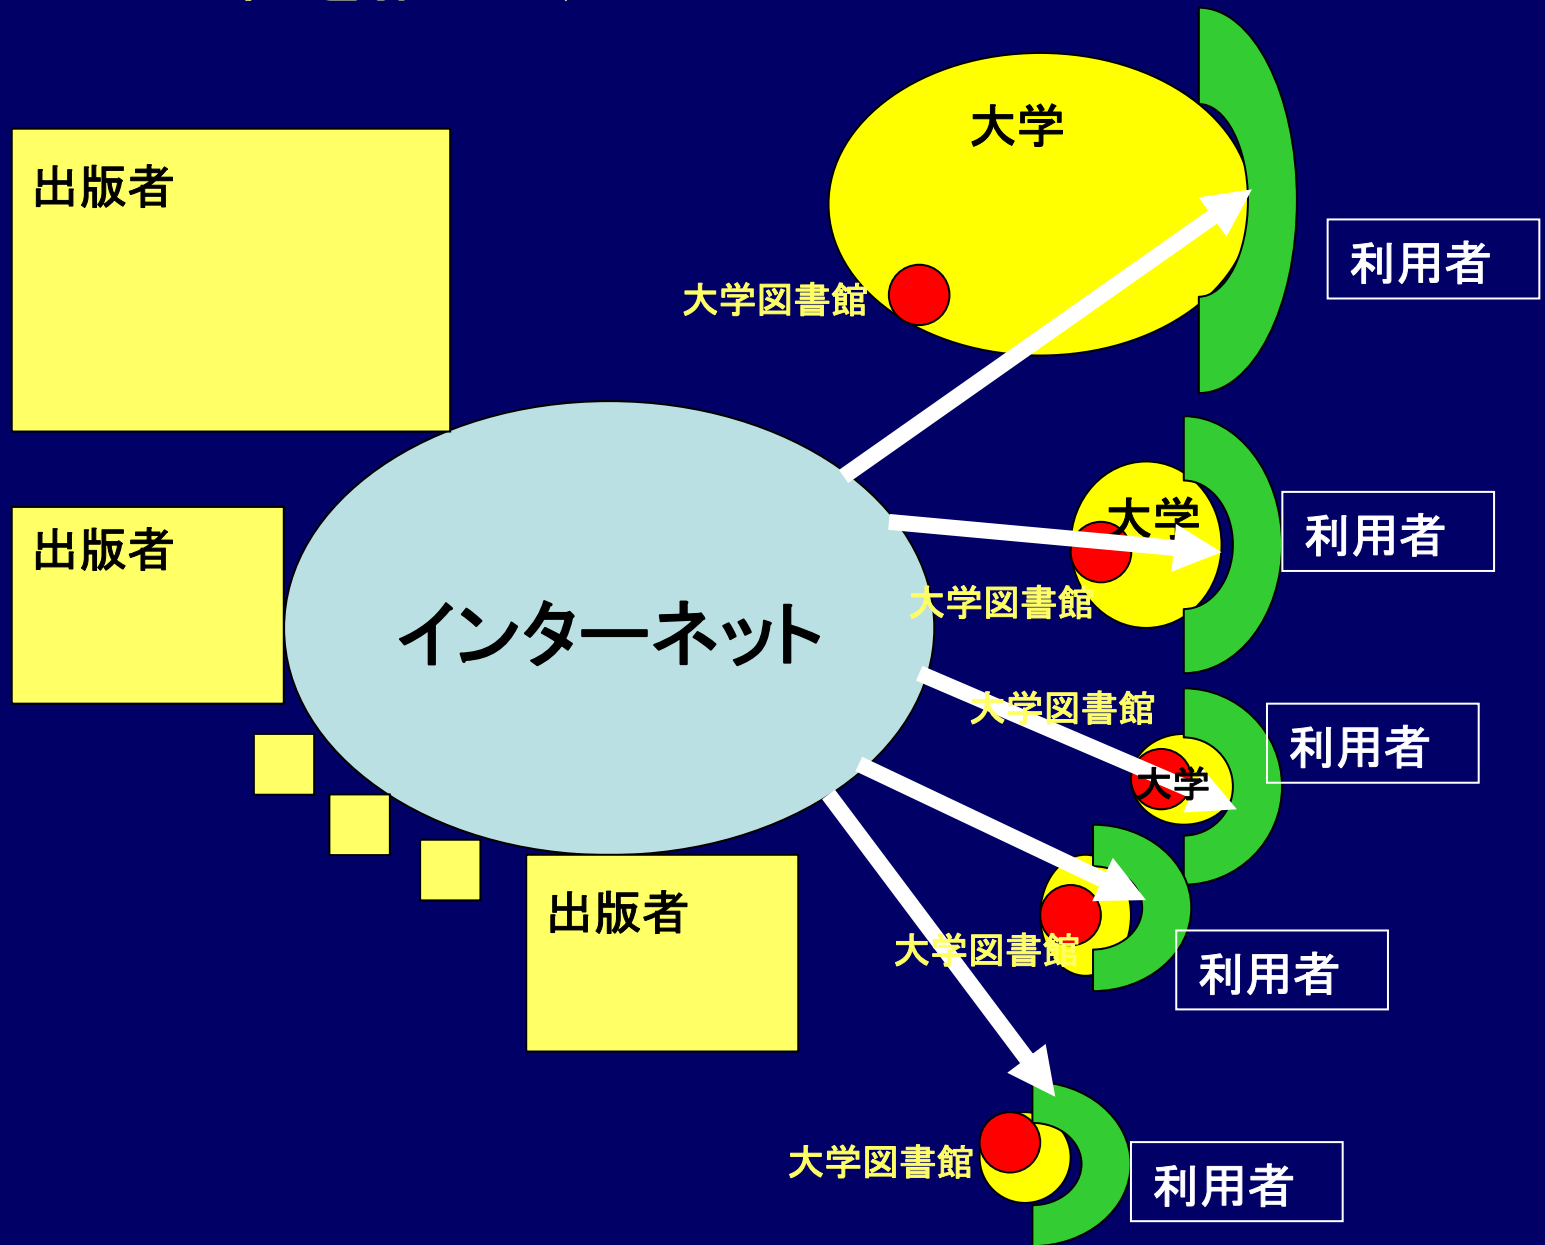 大学
出版者
利用者
大学図書館
大学
利用者
出版者
大学図書館
インターネット
大学図書館
利用者
大学
出版者
大学図書館
利用者
大学図書館
利用者